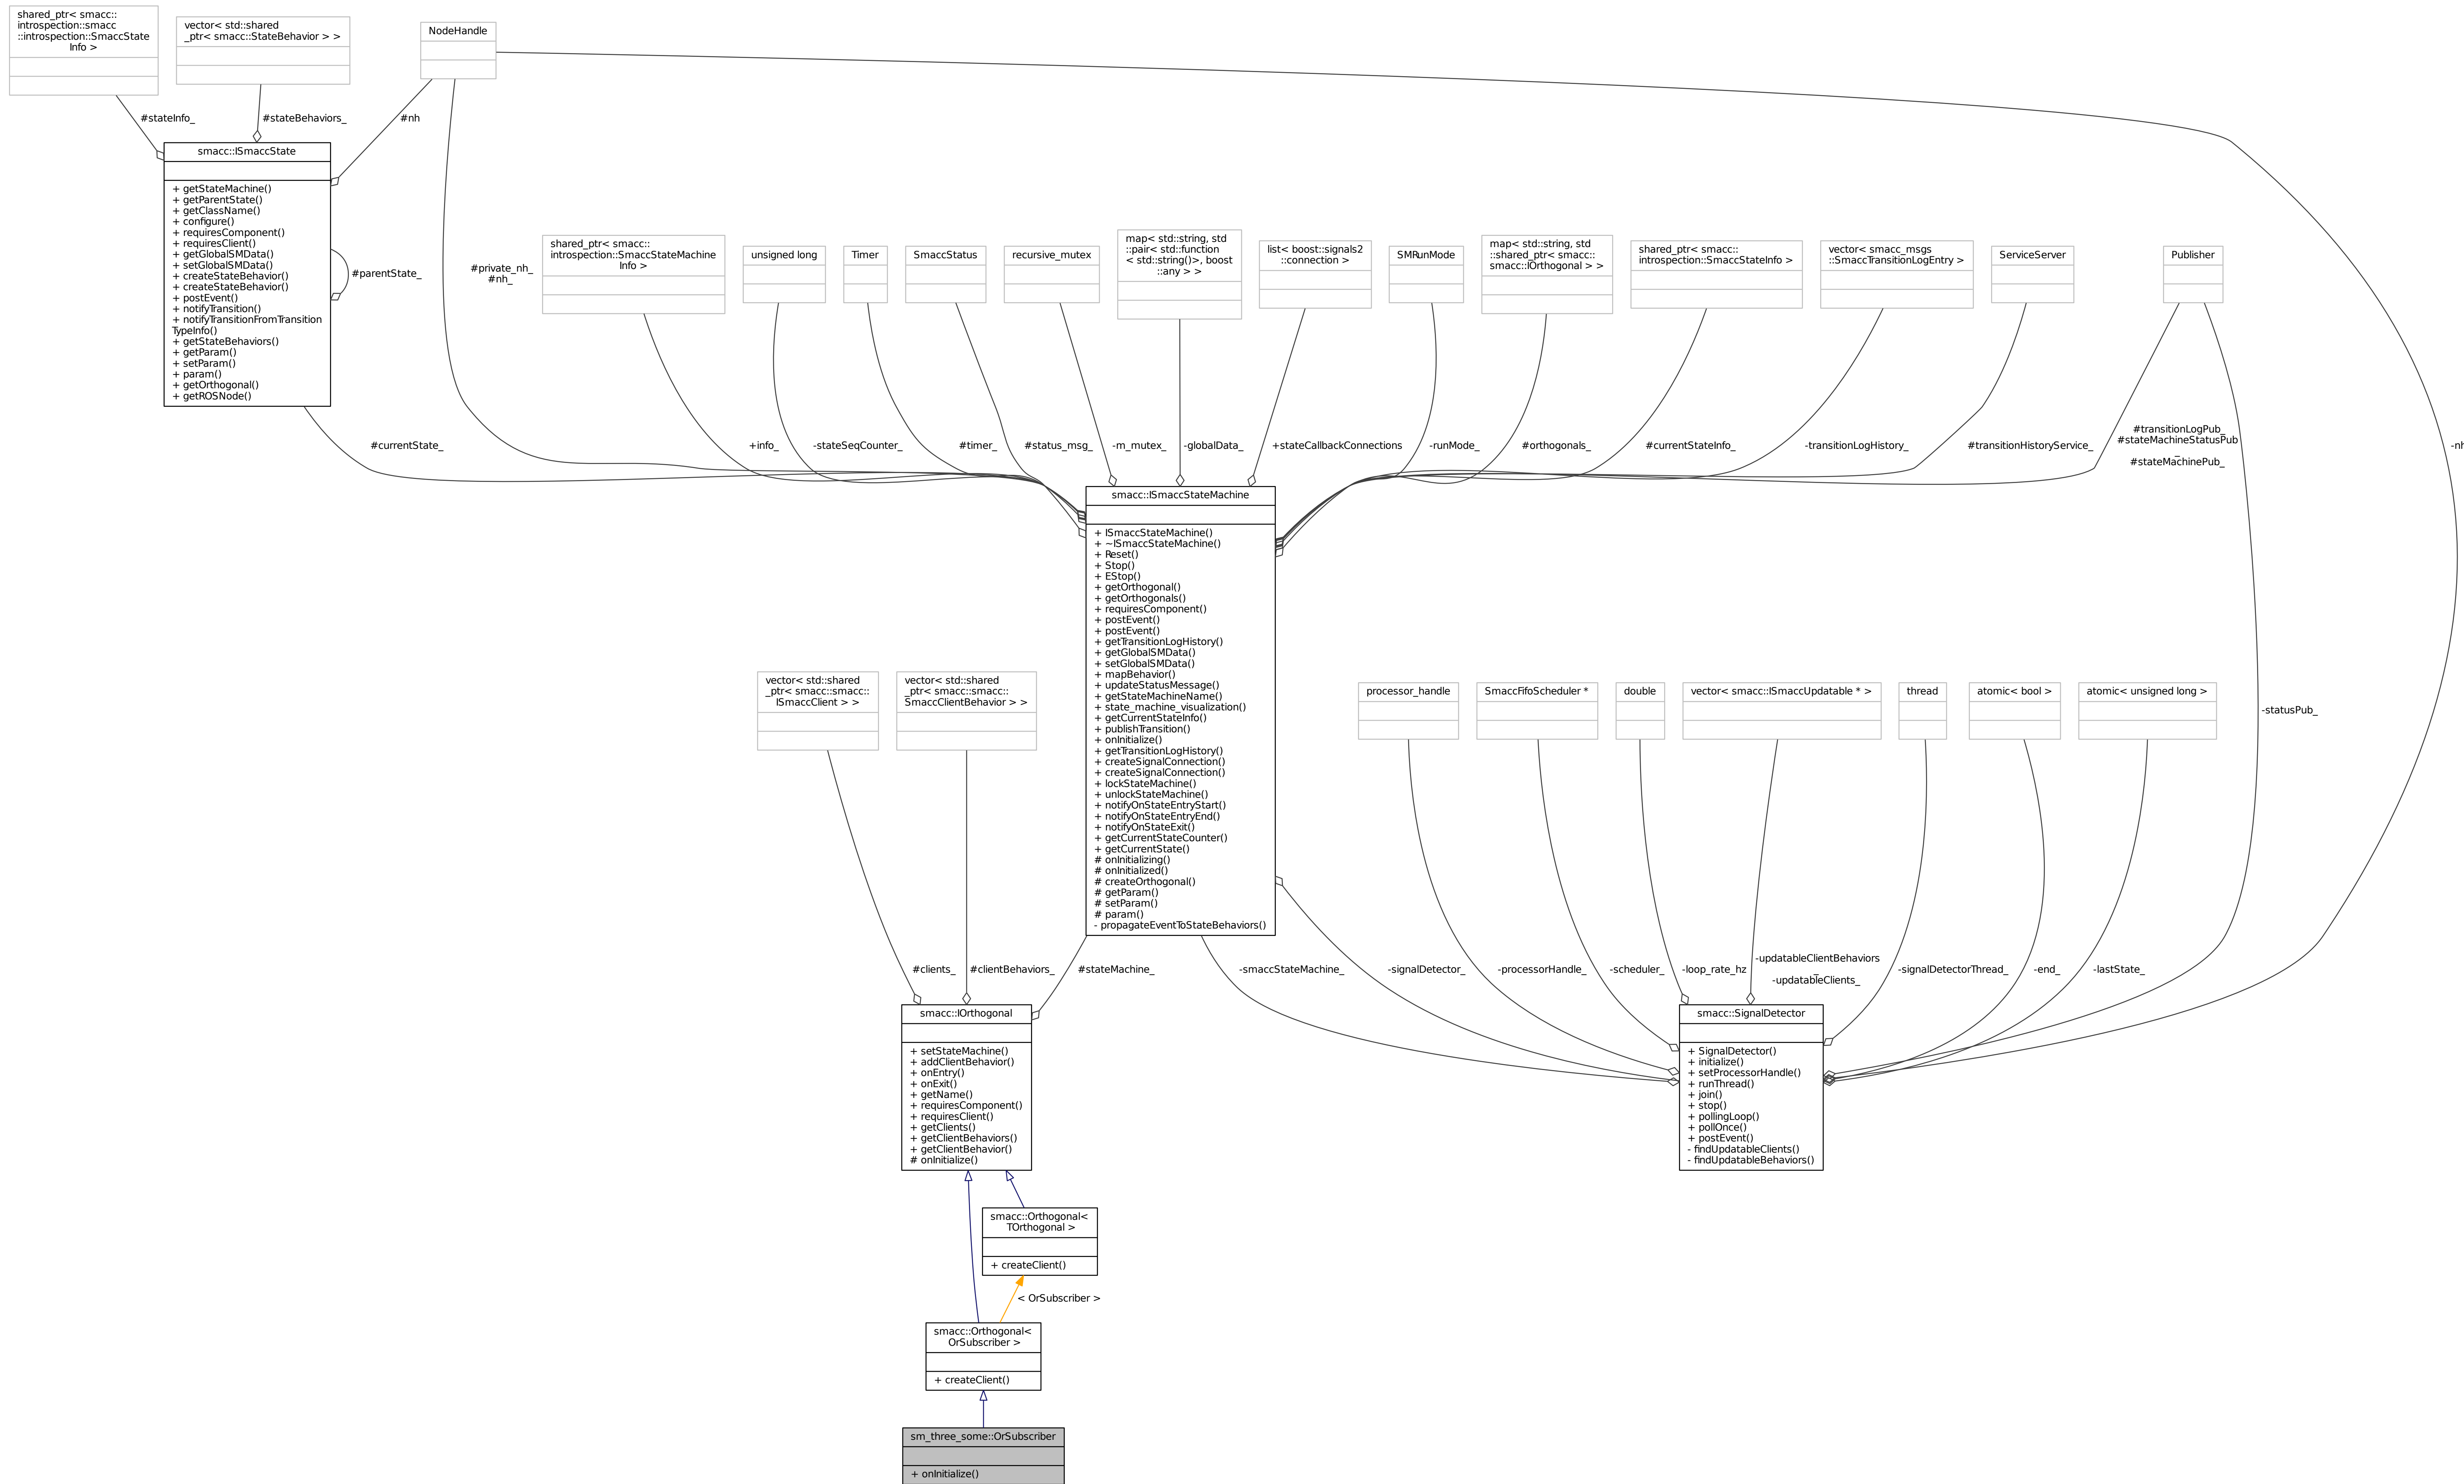 shared_ptr< smacc::
introspection::smacc
::introspection::SmaccState
Info >
vector< std::shared
_ptr< smacc::StateBehavior > >
NodeHandle
#stateInfo_
#stateBehaviors_
#nh
smacc::ISmaccState
+ getStateMachine()
+ getParentState()
+ getClassName()
+ configure()
+ requiresComponent()
+ requiresClient()
+ getGlobalSMData()
+ setGlobalSMData()
+ createStateBehavior()
+ createStateBehavior()
+ postEvent()
+ notifyTransition()
+ notifyTransitionFromTransition
TypeInfo()
+ getStateBehaviors()
+ getParam()
+ setParam()
+ param()
+ getOrthogonal()
+ getROSNode()
#parentState_
#private_nh_
#nh_
shared_ptr< smacc::
introspection::SmaccStateMachine
Info >
unsigned long
Timer
SmaccStatus
recursive_mutex
map< std::string, std
::pair< std::function
< std::string()>, boost
::any > >
list< boost::signals2
::connection >
SMRunMode
map< std::string, std
::shared_ptr< smacc::
smacc::IOrthogonal > >
shared_ptr< smacc::
introspection::SmaccStateInfo >
vector< smacc_msgs
::SmaccTransitionLogEntry >
ServiceServer
Publisher
#currentState_
+info_
-stateSeqCounter_
#timer_
#status_msg_
-m_mutex_
-globalData_
+stateCallbackConnections
-runMode_
#orthogonals_
#currentStateInfo_
-transitionLogHistory_
#transitionHistoryService_
#transitionLogPub_
#stateMachineStatusPub
_
#stateMachinePub_
-nh
smacc::ISmaccStateMachine
+ ISmaccStateMachine()
+ ~ISmaccStateMachine()
+ Reset()
+ Stop()
+ EStop()
+ getOrthogonal()
+ getOrthogonals()
+ requiresComponent()
+ postEvent()
+ postEvent()
+ getTransitionLogHistory()
+ getGlobalSMData()
+ setGlobalSMData()
+ mapBehavior()
+ updateStatusMessage()
+ getStateMachineName()
+ state_machine_visualization()
+ getCurrentStateInfo()
+ publishTransition()
+ onInitialize()
+ getTransitionLogHistory()
+ createSignalConnection()
+ createSignalConnection()
+ lockStateMachine()
+ unlockStateMachine()
+ notifyOnStateEntryStart()
+ notifyOnStateEntryEnd()
+ notifyOnStateExit()
+ getCurrentStateCounter()
+ getCurrentState()
# onInitializing()
# onInitialized()
# createOrthogonal()
# getParam()
# setParam()
# param()
- propagateEventToStateBehaviors()
vector< std::shared
_ptr< smacc::smacc::
ISmaccClient > >
vector< std::shared
_ptr< smacc::smacc::
SmaccClientBehavior > >
processor_handle
SmaccFifoScheduler *
double
vector< smacc::ISmaccUpdatable * >
thread
atomic< bool >
atomic< unsigned long >
-statusPub_
#clients_
#clientBehaviors_
#stateMachine_
-smaccStateMachine_
-signalDetector_
-processorHandle_
-scheduler_
-loop_rate_hz
-updatableClientBehaviors
_
-updatableClients_
-signalDetectorThread_
-end_
-lastState_
smacc::IOrthogonal
+ setStateMachine()
+ addClientBehavior()
+ onEntry()
+ onExit()
+ getName()
+ requiresComponent()
+ requiresClient()
+ getClients()
+ getClientBehaviors()
+ getClientBehavior()
# onInitialize()
smacc::SignalDetector
+ SignalDetector()
+ initialize()
+ setProcessorHandle()
+ runThread()
+ join()
+ stop()
+ pollingLoop()
+ pollOnce()
+ postEvent()
- findUpdatableClients()
- findUpdatableBehaviors()
smacc::Orthogonal<
TOrthogonal >
+ createClient()
< OrSubscriber >
smacc::Orthogonal<
OrSubscriber >
+ createClient()
sm_three_some::OrSubscriber
+ onInitialize()